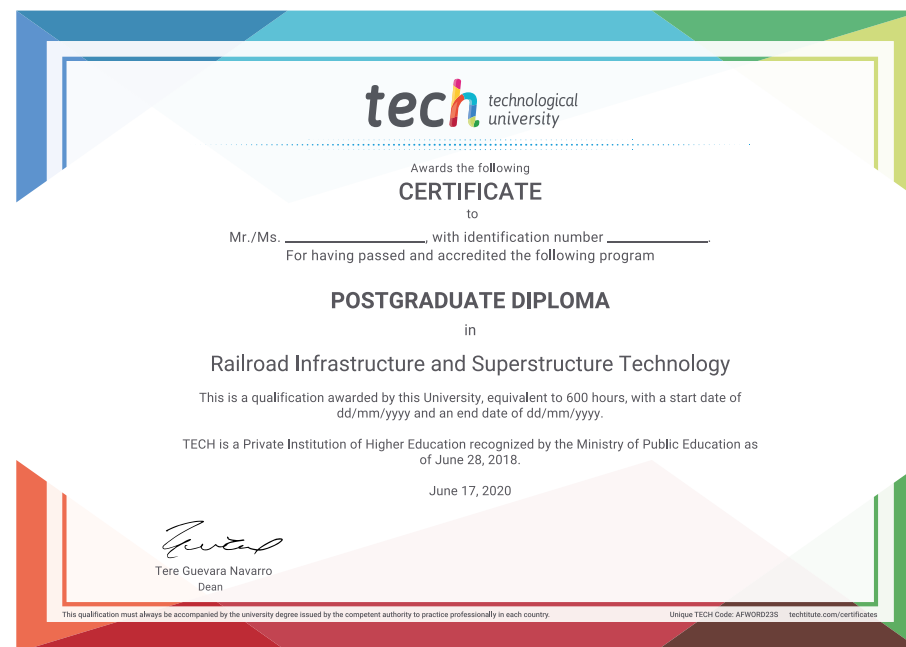 tech technological
university
Awards the following
CERTIFICATE
to
Mr./Ms. ____________________, with identification number ______________.
For having passed and accredited the following program
POSTGRADUATE DIPLOMA
in
Railroad Infrastructure and Superstructure Technology
This is a qualification awarded by this University, equivalent to 600 hours, with a start date of
dd/mm/yyyy and an end date of dd/mm/yyyy.
TECH is a Private Institution of Higher Education recognized by the Ministry of Public Education as
of June 28, 2018.
June 17, 2020
Tere Guevara Navarro
Dean
This qualification must always be accompanied by the university degree issued by the competent authority to practice professionally in each country. Unique TECH Code: AFWORD23S techtitute.com/certificates